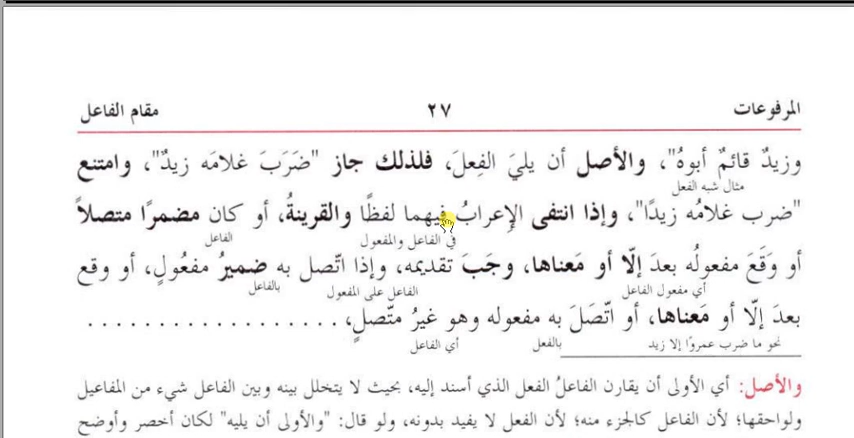 المرفوعات ٢٧ مقام الفاعل
وزيدٌ قائمٌ أبوهُ"، والأصل أن يليَ الفِعلَ، فلذلك جاز "ضَرَبَ غلامَه زيدٌ"، وامتنع
مثال شبه الفعل
"ضرب غلامُه زيدًا"، وإذا انتفى الإعرابُ فيهما لفظًا والقرينةُ، أو كان مضمرًا متصلاً
في الفاعل والمفعول الفاعل
أو وَقَعَ مفعولُه بعدَ إلّا أو مَعناها، وجَبَ تقديمه، وإذا اتّصل به ضميرُ مفعُولٍ، أو وقع
أي مفعول الفاعل الفاعل على المفعول بالفاعل
بعدَ إلّا أو مَعناها، أو اتّصَلَ به مفعوله وهو غيرُ متّصلٍ، . . . . . . . . . . . . . . . . . . .
نحو ما ضرب عمروًا إلا زيد بالفعل أي الفاعل
والأصل: أي الأولى أن يقارن الفاعلُ الفعل الذي أسند إليه، بحيث لا يتخلل بينه وبين الفاعل شيء من المفاعيل
ولواحقها؛ لأن الفاعل كالجزء منه؛ لأن الفعل لا يفيد بدونه، ولو قال: "والأولى أن يليه" لكان أخصر وأوضح